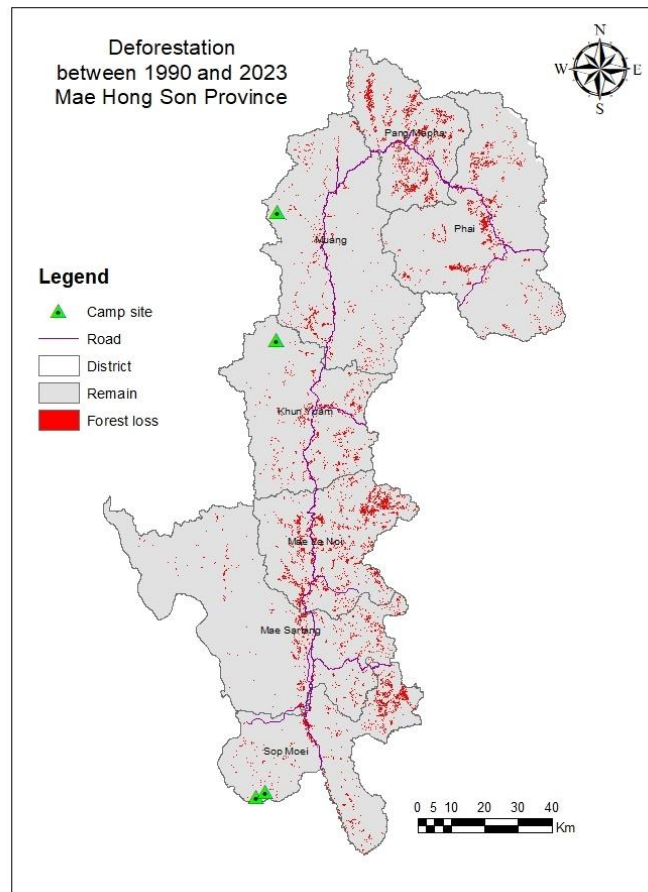 Deforestation
between 1990 and 2023
Mae Hong Son Province
N
W E
S
Pang Mapha
Phai
Muang
Legend
Camp site
Road
District
Remain
Forest loss
Khun Yuam
Mae La Noi
Mae Sariang
Sop Moei
0 5 10 20 30 40
Km